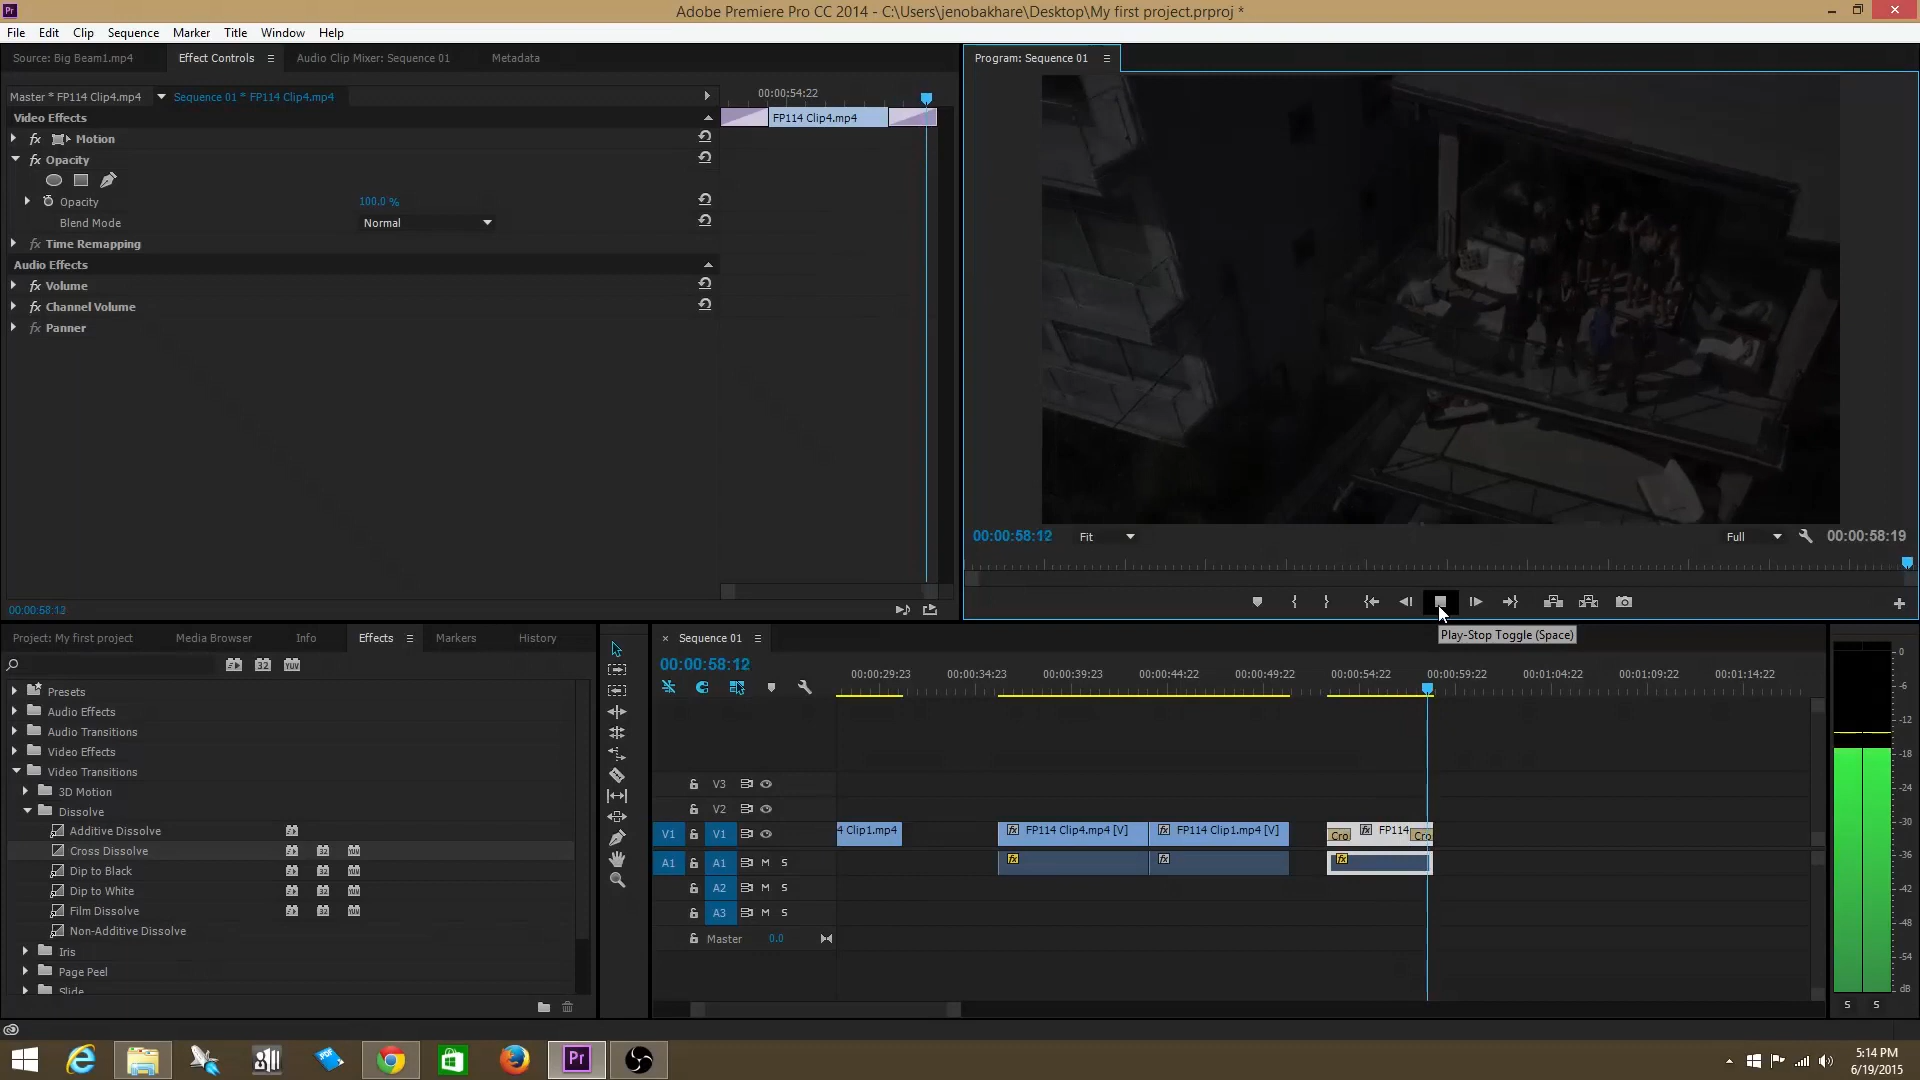 Adobe Premiere Pro CC 2014 - C:\Users\jenobakhare\Desktop\My first project.prproj *
File Edit Clip Sequence Marker Title Window Help
Source: Big Beam1.mp4 Effect Controls Audio Clip Mixer: Sequence 01 Metadata
Program: Sequence 01
Master * FP114 Clip4.mp4 Sequence 01 * FP114 Clip4.mp4
00:00:54:22
FP114 Clip4.mp4
Video Effects
fx Motion
fx Opacity
Opacity 100.0 %
Blend Mode Normal
fx Time Remapping
Audio Effects
fx Volume
fx Channel Volume
fx Panner
00:00:58:12
00:00:58:12 Fit Full 00:00:58:19
Play-Stop Toggle (Space)
Project: My first project Media Browser Info Effects Markers History
Presets
Audio Effects
Audio Transitions
Video Effects
Video Transitions
3D Motion
Dissolve
Additive Dissolve
Cross Dissolve
Dip to Black
Dip to White
Film Dissolve
Non-Additive Dissolve
Iris
Page Peel
Slide
× Sequence 01
00:00:58:12
00:00:29:23 00:00:34:23 00:00:39:23 00:00:44:22 00:00:49:22 00:00:54:22 00:00:59:22 00:01:04:22 00:01:09:22 00:01:14:22
V3
V2
V1 V1 4 Clip1.mp4 FP114 Clip4.mp4 [V] FP114 Clip1.mp4 [V] Cro FP114 Cro
A1 A1 M S
A2 M S
A3 M S
Master 0.0
0
-6
-12
-18
-24
-30
-36
-42
-48
-54
dB
S S
Pr
5:14 PM
6/19/2015